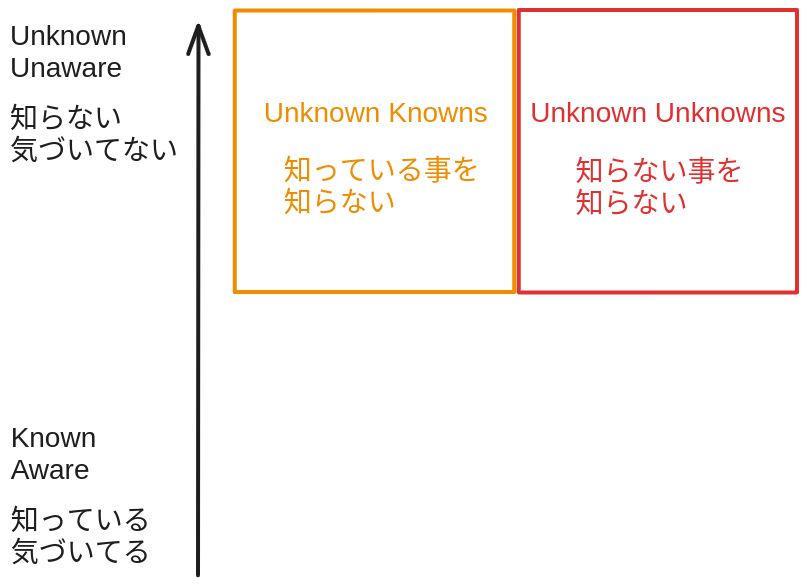 Unknown
Unaware
知らない
気づいてない
Unknown Knowns
知っている事を
知らない
Unknown Unknowns
知らない事を
知らない
Known
Aware
知っている
気づいてる